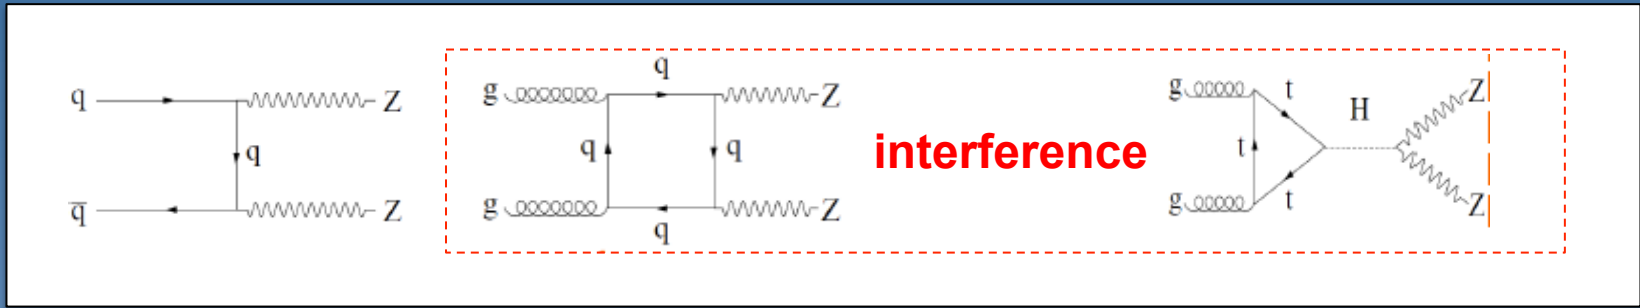 q Z
q
q̅ Z
q
g Z
q q
g Z
q
interference
g t Z
H
t
g t Z